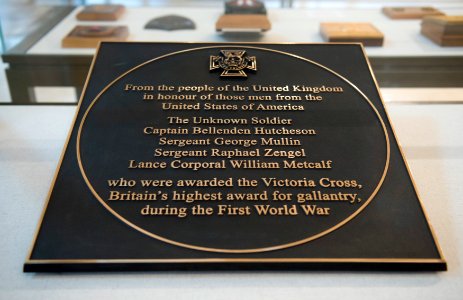 From the people of the United Kingdom
in honour of those men from the
United States of America
The Unknown Soldier
Captain Bellenden Hutcheson
Sergeant George Mullin
Sergeant Raphael Zengel
Lance Corporal William Metcalf
who were awarded the Victoria Cross,
Britain's highest award for gallantry,
during the First World War